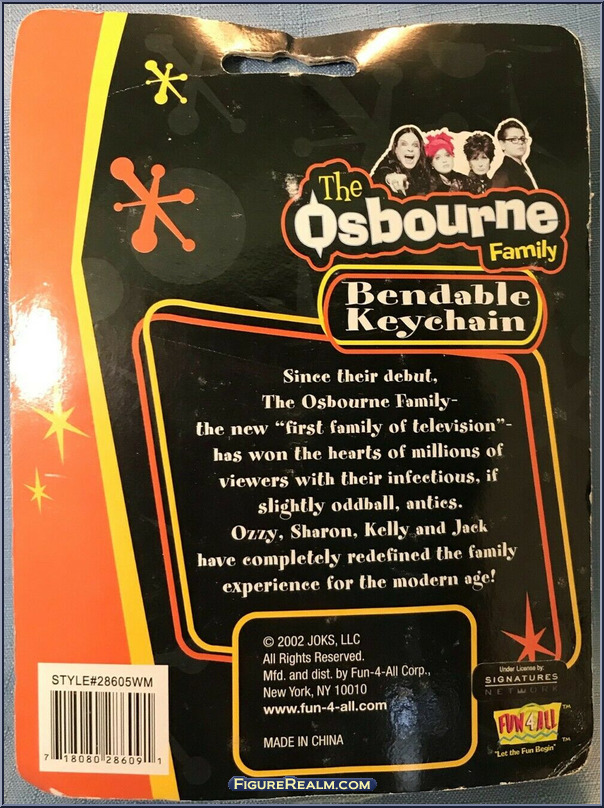 The
Osbourne
Family
Bendable
Keychain
Since their debut,
The Osbourne Family-
the new “first family of television”-
has won the hearts of millions of
viewers with their infectious, if
slightly oddball, antics.
Ozzy, Sharon, Kelly and Jack
have completely redefined the family
experience for the modern age!
© 2002 JOKS, LLC
All Rights Reserved.
Mfd. and dist. by Fun-4-All Corp.,
New York, NY 10010
www.fun-4-all.com
MADE IN CHINA
Under License by:
SIGNATURES
NETWORK
FUN4ALL™
"Let the Fun Begin"™
STYLE#28605WM
7 18080 28609 1
FIGUREREALM.COM